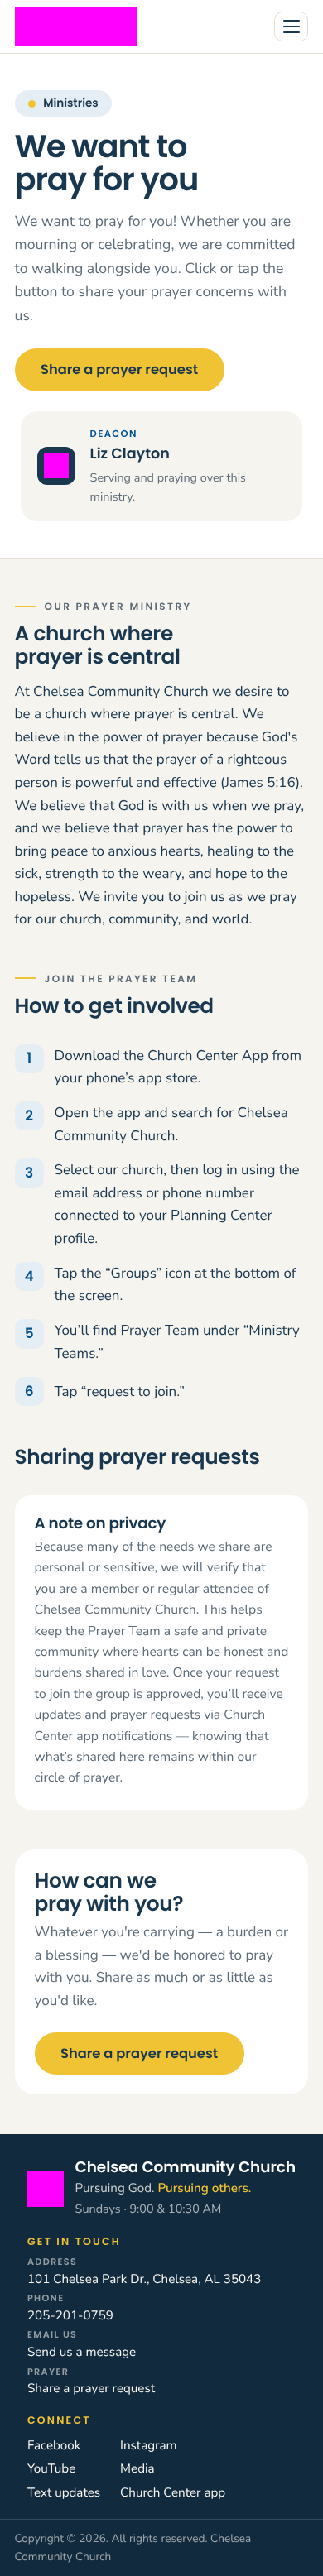 Ministries
We want to
pray for you
We want to pray for you! Whether you are
mourning or celebrating, we are committed
to walking alongside you. Click or tap the
button to share your prayer concerns with
us.
Share a prayer request
DEACON
Liz Clayton
Serving and praying over this
ministry.
OUR PRAYER MINISTRY
A church where
prayer is central
At Chelsea Community Church we desire to
be a church where prayer is central. We
believe in the power of prayer because God's
Word tells us that the prayer of a righteous
person is powerful and effective (James 5:16).
We believe that God is with us when we pray,
and we believe that prayer has the power to
bring peace to anxious hearts, healing to the
sick, strength to the weary, and hope to the
hopeless. We invite you to join us as we pray
for our church, community, and world.
JOIN THE PRAYER TEAM
How to get involved
1 Download the Church Center App from
your phone’s app store.
2 Open the app and search for Chelsea
Community Church.
3 Select our church, then log in using the
email address or phone number
connected to your Planning Center
profile.
4 Tap the “Groups” icon at the bottom of
the screen.
5 You’ll find Prayer Team under “Ministry
Teams.”
6 Tap “request to join.”
Sharing prayer requests
A note on privacy
Because many of the needs we share are
personal or sensitive, we will verify that
you are a member or regular attendee of
Chelsea Community Church. This helps
keep the Prayer Team a safe and private
community where hearts can be honest and
burdens shared in love. Once your request
to join the group is approved, you’ll receive
updates and prayer requests via Church
Center app notifications — knowing that
what’s shared here remains within our
circle of prayer.
How can we
pray with you?
Whatever you're carrying — a burden or
a blessing — we'd be honored to pray
with you. Share as much or as little as
you'd like.
Share a prayer request
Chelsea Community Church
Pursuing God. Pursuing others.
Sundays · 9:00 & 10:30 AM
GET IN TOUCH
ADDRESS
101 Chelsea Park Dr., Chelsea, AL 35043
PHONE
205-201-0759
EMAIL US
Send us a message
PRAYER
Share a prayer request
CONNECT
Facebook Instagram
YouTube Media
Text updates Church Center app
Copyright © 2026. All rights reserved. Chelsea
Community Church